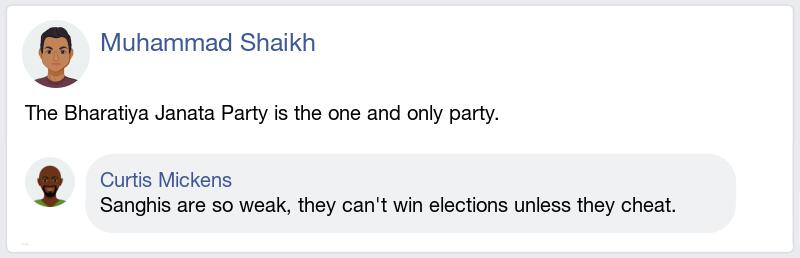 Muhammad Shaikh
The Bharatiya Janata Party is the one and only party.
Curtis Mickens
Sanghis are so weak, they can't win elections unless they cheat.